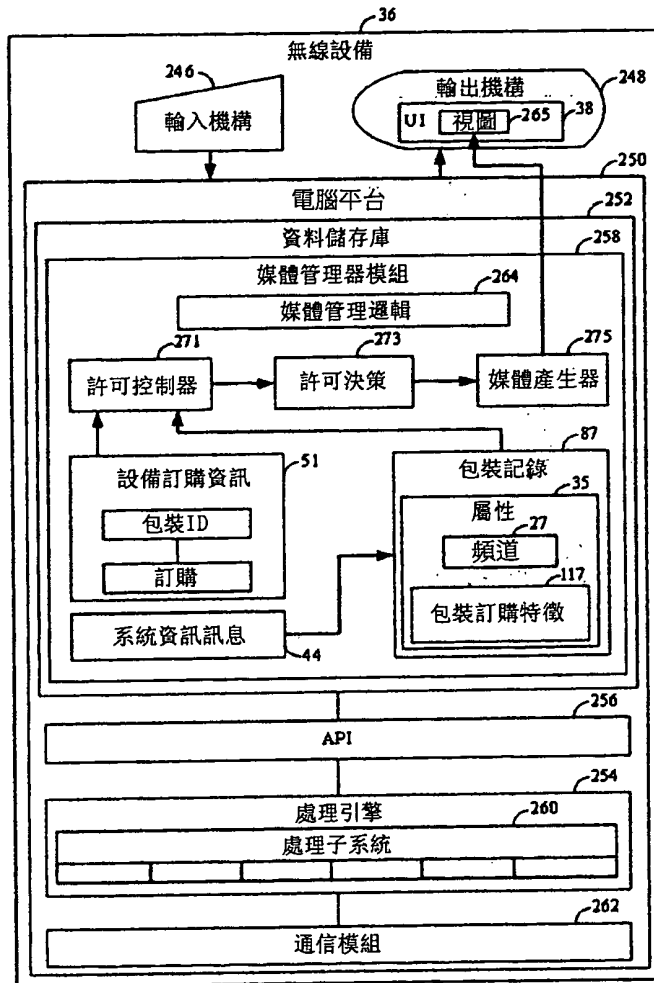 36
無線設備
246
輸入機構
輸出機構
248
UI
視圖
265
38
250
電腦平台
252
資料儲存庫
258
媒體管理器模組
264
媒體管理邏輯
271
許可控制器
273
許可決策
275
媒體產生器
51
設備訂購資訊
包裝ID
訂購
87
包裝記錄
35
屬性
27
頻道
117
包裝訂購特徵
系統資訊訊息
44
256
API
254
處理引擎
260
處理子系統
262
通信模組